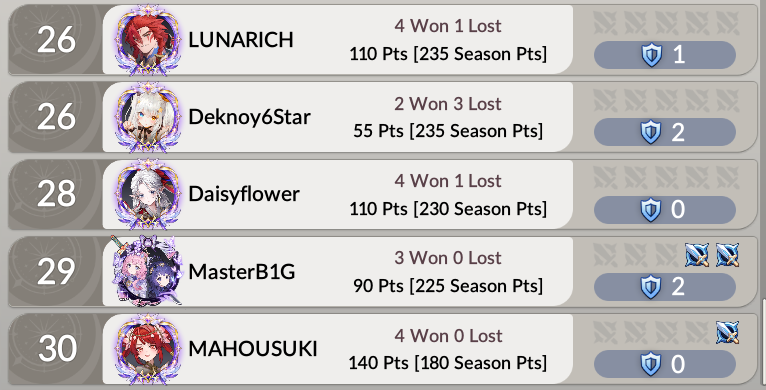 26
LUNARICH
4 Won 1 Lost
110 Pts [235 Season Pts]
1
26
Deknoy6Star
2 Won 3 Lost
55 Pts [235 Season Pts]
2
28
Daisyflower
4 Won 1 Lost
110 Pts [230 Season Pts]
0
29
MasterB1G
3 Won 0 Lost
90 Pts [225 Season Pts]
2
30
MAHOUSUKI
4 Won 0 Lost
140 Pts [180 Season Pts]
0